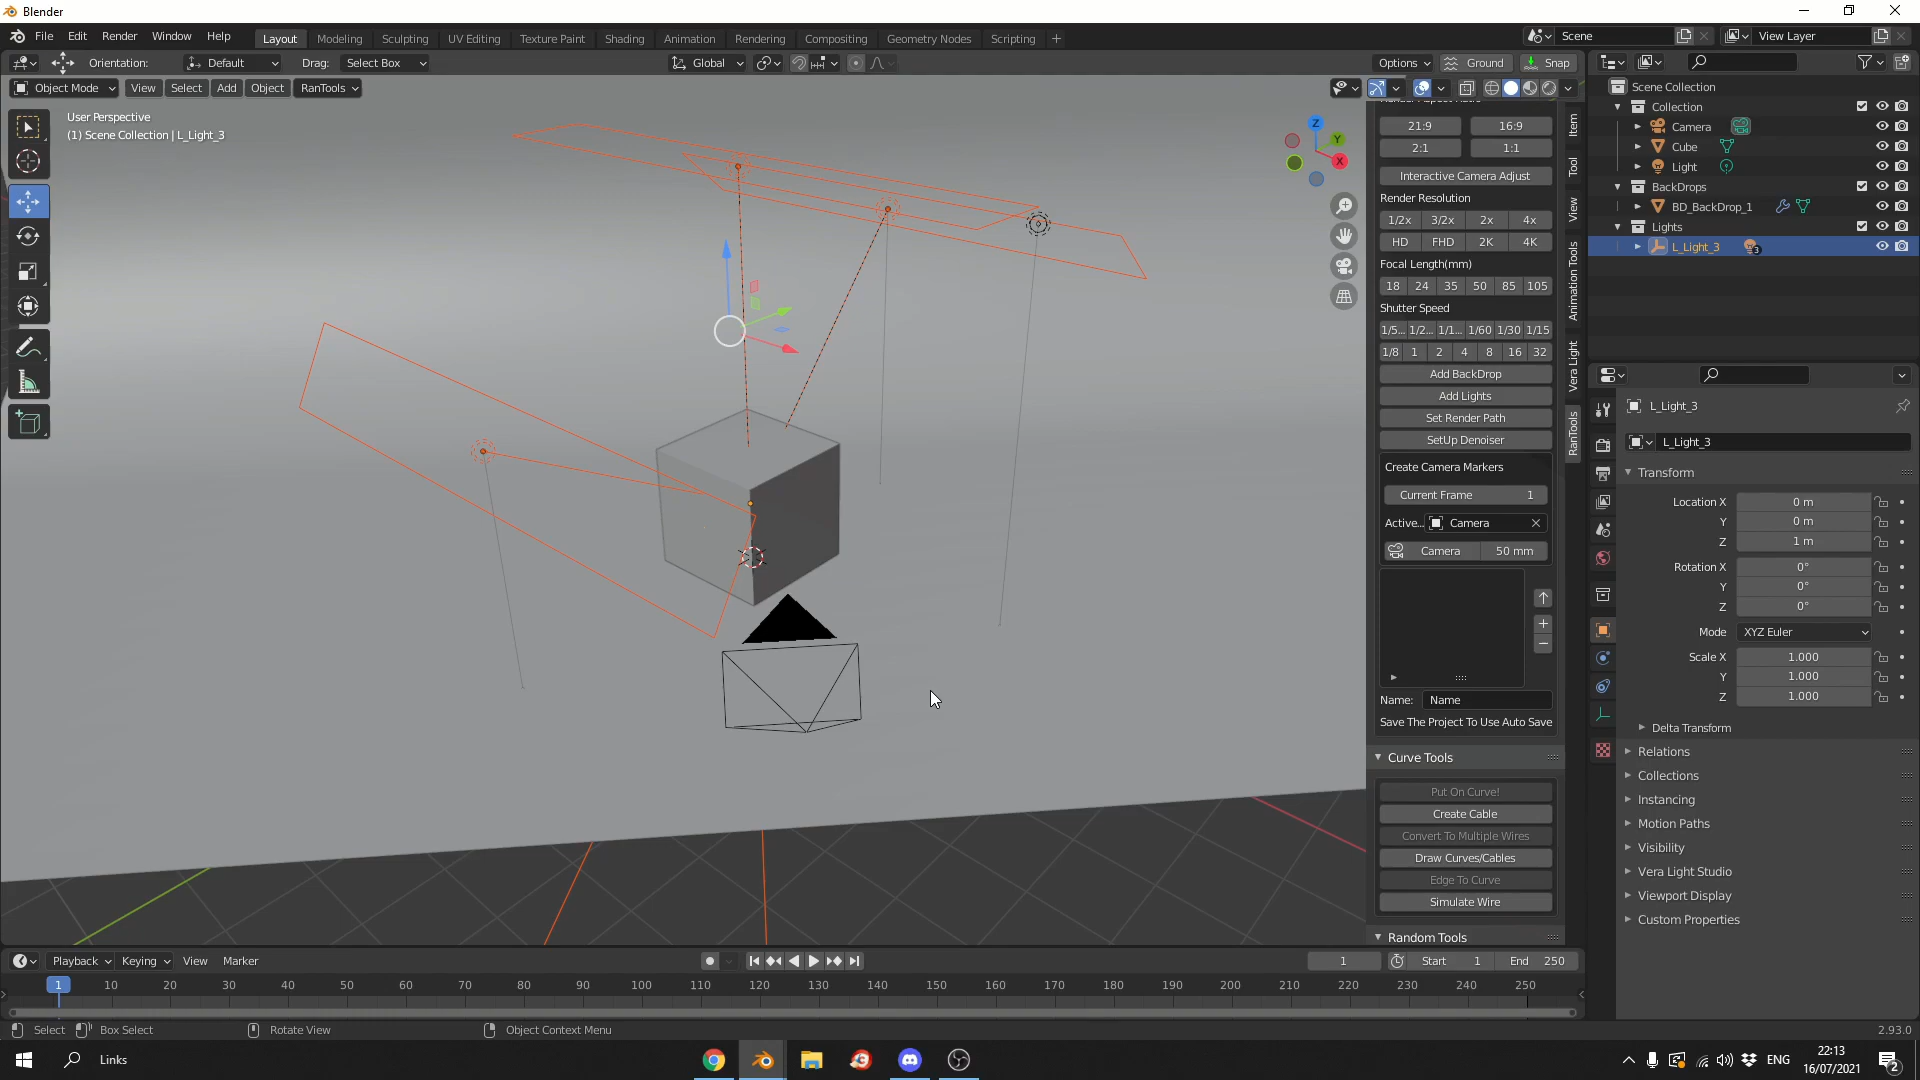 Blender
File Edit Render Window Help
Layout Modeling Sculpting UV Editing Texture Paint Shading Animation Rendering Compositing Geometry Nodes Scripting +
Scene
View Layer
Orientation: Default Drag: Select Box
Global
Options Ground Snap
Object Mode View Select Add Object RanTools
User Perspective
(1) Scene Collection | L_Light_3
Z
Y
X
21:9 16:9
2:1 1:1
Interactive Camera Adjust
Render Resolution
1/2x 3/2x 2x 4x
HD FHD 2K 4K
Focal Length(mm)
18 24 35 50 85 105
Shutter Speed
1/5... 1/2... 1/1... 1/60 1/30 1/15
1/8 1 2 4 8 16 32
Add BackDrop
Add Lights
Set Render Path
SetUp Denoiser
Create Camera Markers
Current Frame 1
Active... Camera
Camera 50 mm
Name: Name
Save The Project To Use Auto Save
Curve Tools
Put On Curve!
Create Cable
Convert To Multiple Wires
Draw Curves/Cables
Edge To Curve
Simulate Wire
Random Tools
Item
Tool
View
Animation Tools
Vera Light
RanTools
Scene Collection
Collection
Camera
Cube
Light
BackDrops
BD_BackDrop_1
Lights
L_Light_3 3
L_Light_3
L_Light_3
Transform
Location X 0 m
Y 0 m
Z 1 m
Rotation X 0°
Y 0°
Z 0°
Mode XYZ Euler
Scale X 1.000
Y 1.000
Z 1.000
Delta Transform
Relations
Collections
Instancing
Motion Paths
Visibility
Vera Light Studio
Viewport Display
Custom Properties
Playback Keying View Marker
1 Start 1 End 250
1 10 20 30 40 50 60 70 80 90 100 110 120 130 140 150 160 170 180 190 200 210 220 230 240 250
Select Box Select Rotate View Object Context Menu
2.93.0
Links
ENG
22:13
16/07/2021
2